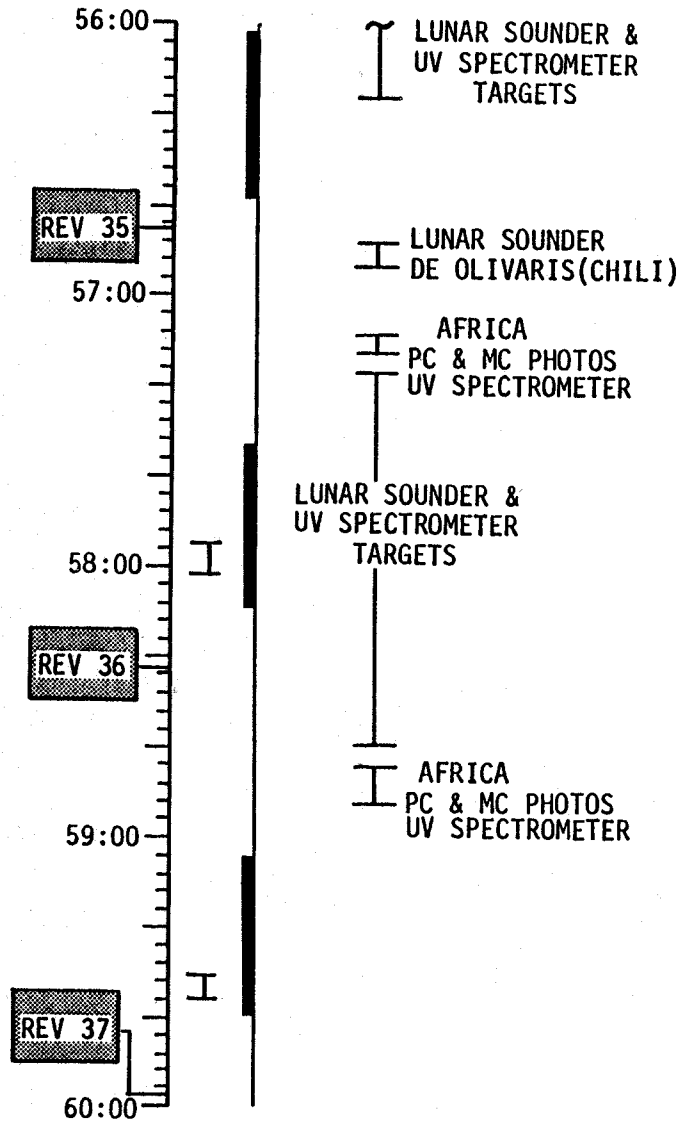 56:00
LUNAR SOUNDER &
UV SPECTROMETER
TARGETS
REV 35
LUNAR SOUNDER
DE OLIVARIS(CHILI)
57:00
AFRICA
PC & MC PHOTOS
UV SPECTROMETER
LUNAR SOUNDER &
UV SPECTROMETER
TARGETS
58:00
REV 36
AFRICA
PC & MC PHOTOS
UV SPECTROMETER
59:00
REV 37
60:00